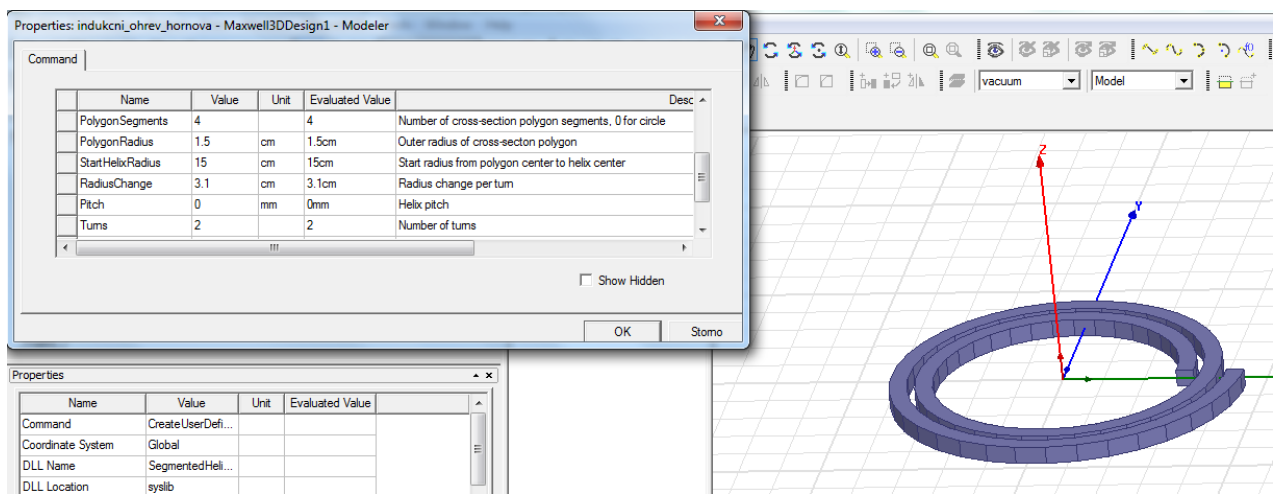 Properties: indukcni_ohrev_hornova - Maxwell3DDesign1 - Modeler
Command
Name Value Unit Evaluated Value Desc
PolygonSegments 4 4 Number of cross-section polygon segments, 0 for circle
PolygonRadius 1.5 cm 1.5cm Outer radius of cross-secton polygon
StartHelixRadius 15 cm 15cm Start radius from polygon center to helix center
RadiusChange 3.1 cm 3.1cm Radius change per turn
Pitch 0 mm 0mm Helix pitch
Turns 2 2 Number of turns
Show Hidden
OK Storno
vacuum Model
Z
Y
Properties
Name Value Unit Evaluated Value
Command CreateUserDefi...
Coordinate System Global
DLL Name SegmentedHeli...
DLL Location syslib